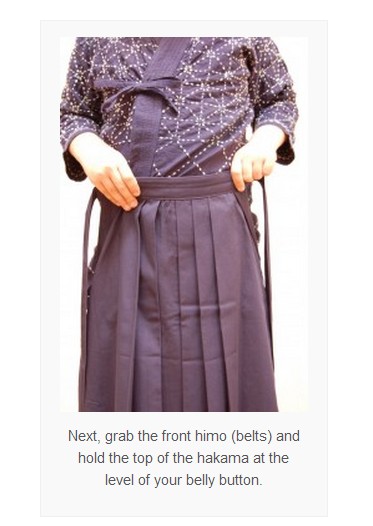 Next, grab the front himo (belts) and
hold the top of the hakama at the
level of your belly button.